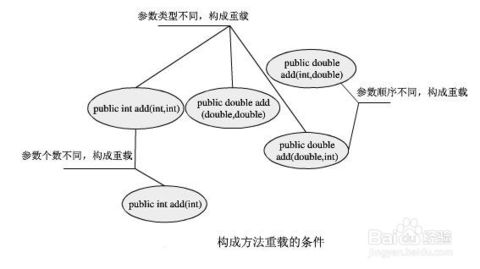 参数类型不同，构成重载
public double
add(int,double)
public int add(int,int)
public double add
(double,double)
参数顺序不同，构成重载
public double
add(double,int)
参数个数不同，构成重载
public int add(int)
构成方法重载的条件
Baidu经验
jingyan.baidu.com